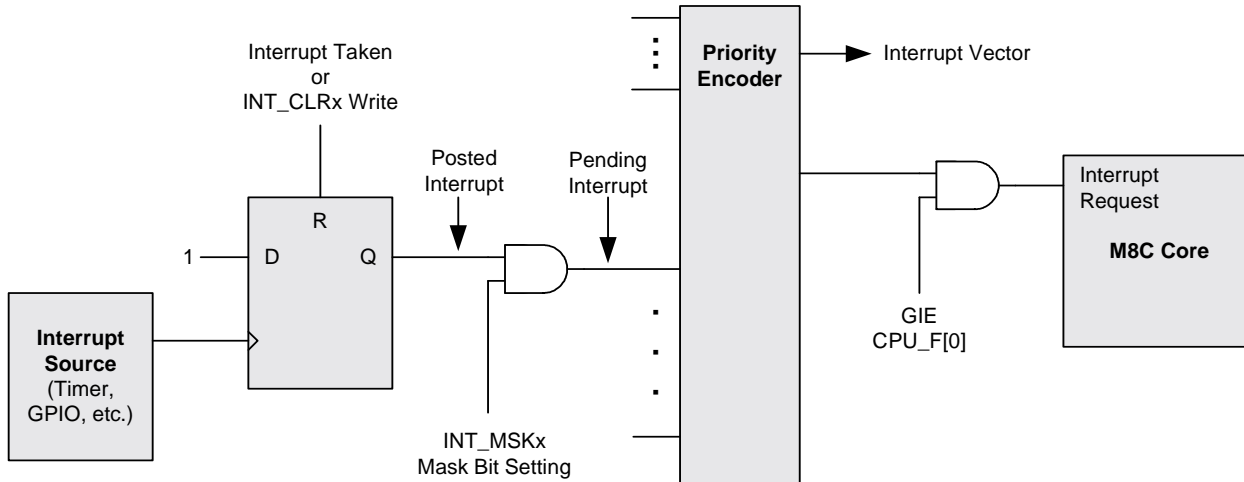 Interrupt Taken
or
INT_CLRx Write
Priority
Encoder
Interrupt Vector
Posted
Interrupt
Pending
Interrupt
Interrupt
Request
M8C Core
R
1
D
Q
Interrupt
Source
(Timer,
GPIO, etc.)
GIE
CPU_F[0]
INT_MSKx
Mask Bit Setting